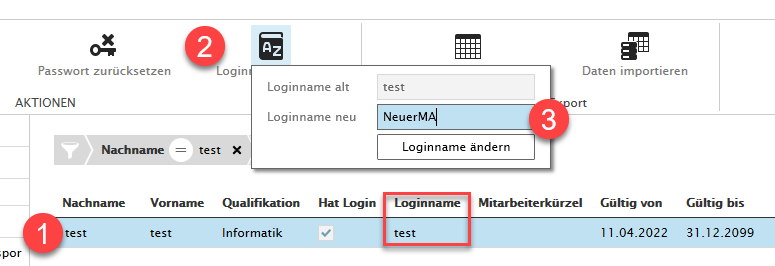 2
Passwort zurücksetzen
Login
Daten importieren
AKTIONEN
port
Loginname alt
test
Loginname neu
NeuerMA
3
Loginname ändern
Nachname = test ×
Nachname Vorname Qualifikation Hat Login Loginname Mitarbeiterkürzel Gültig von Gültig bis
1
test test Informatik test 11.04.2022 31.12.2099
spor